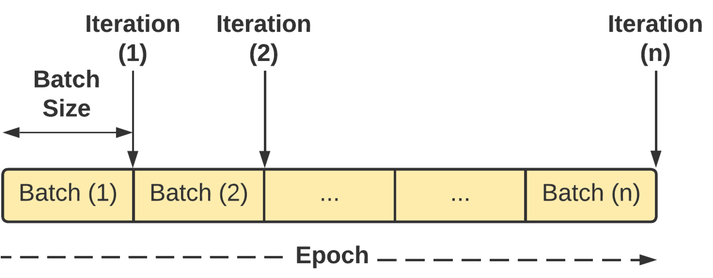 Iteration
(1)
Iteration
(2)
Iteration
(n)
Batch
Size
Batch (1)
Batch (2)
...
...
Batch (n)
Epoch